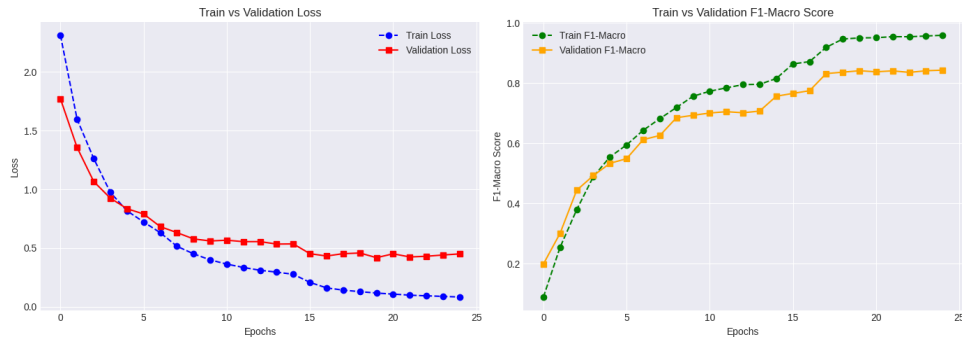 Train vs Validation Loss
Train Loss
Validation Loss
Loss
2.0
1.5
1.0
0.5
0.0
0 5 10 15 20 25
Epochs
Train vs Validation F1-Macro Score
Train F1-Macro
Validation F1-Macro
F1-Macro Score
1.0
0.8
0.6
0.4
0.2
0 5 10 15 20 25
Epochs